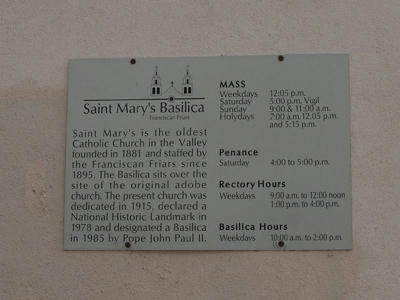 Saint Mary's Basilica
Franciscan Friars
Saint Mary's is the oldest
Catholic Church in the Valley
founded in 1881 and staffed by
the Franciscan Friars since
1895. The Basilica sits over the
site of the original adobe
church. The present church was
dedicated in 1915, declared a
National Historic Landmark in
1978 and designated a Basilica
in 1985 by Pope John Paul II.
MASS
Weekdays 12:05 p.m.
Saturday 5:00 p.m. Vigil
Sunday 9:00 & 11:00 a.m.
Holydays 7:00 a.m. 12.05 p.m
and 5:15 p.m.
Penance
Saturday 4:00 to 5:00 p.m.
Rectory Hours
Weekdays 9:00 a.m. to 12:00 noon
1:00 p.m. to 4:00 p.m.
Basilica Hours
Weekdays 10:00 a.m. to 2:00 p.m.